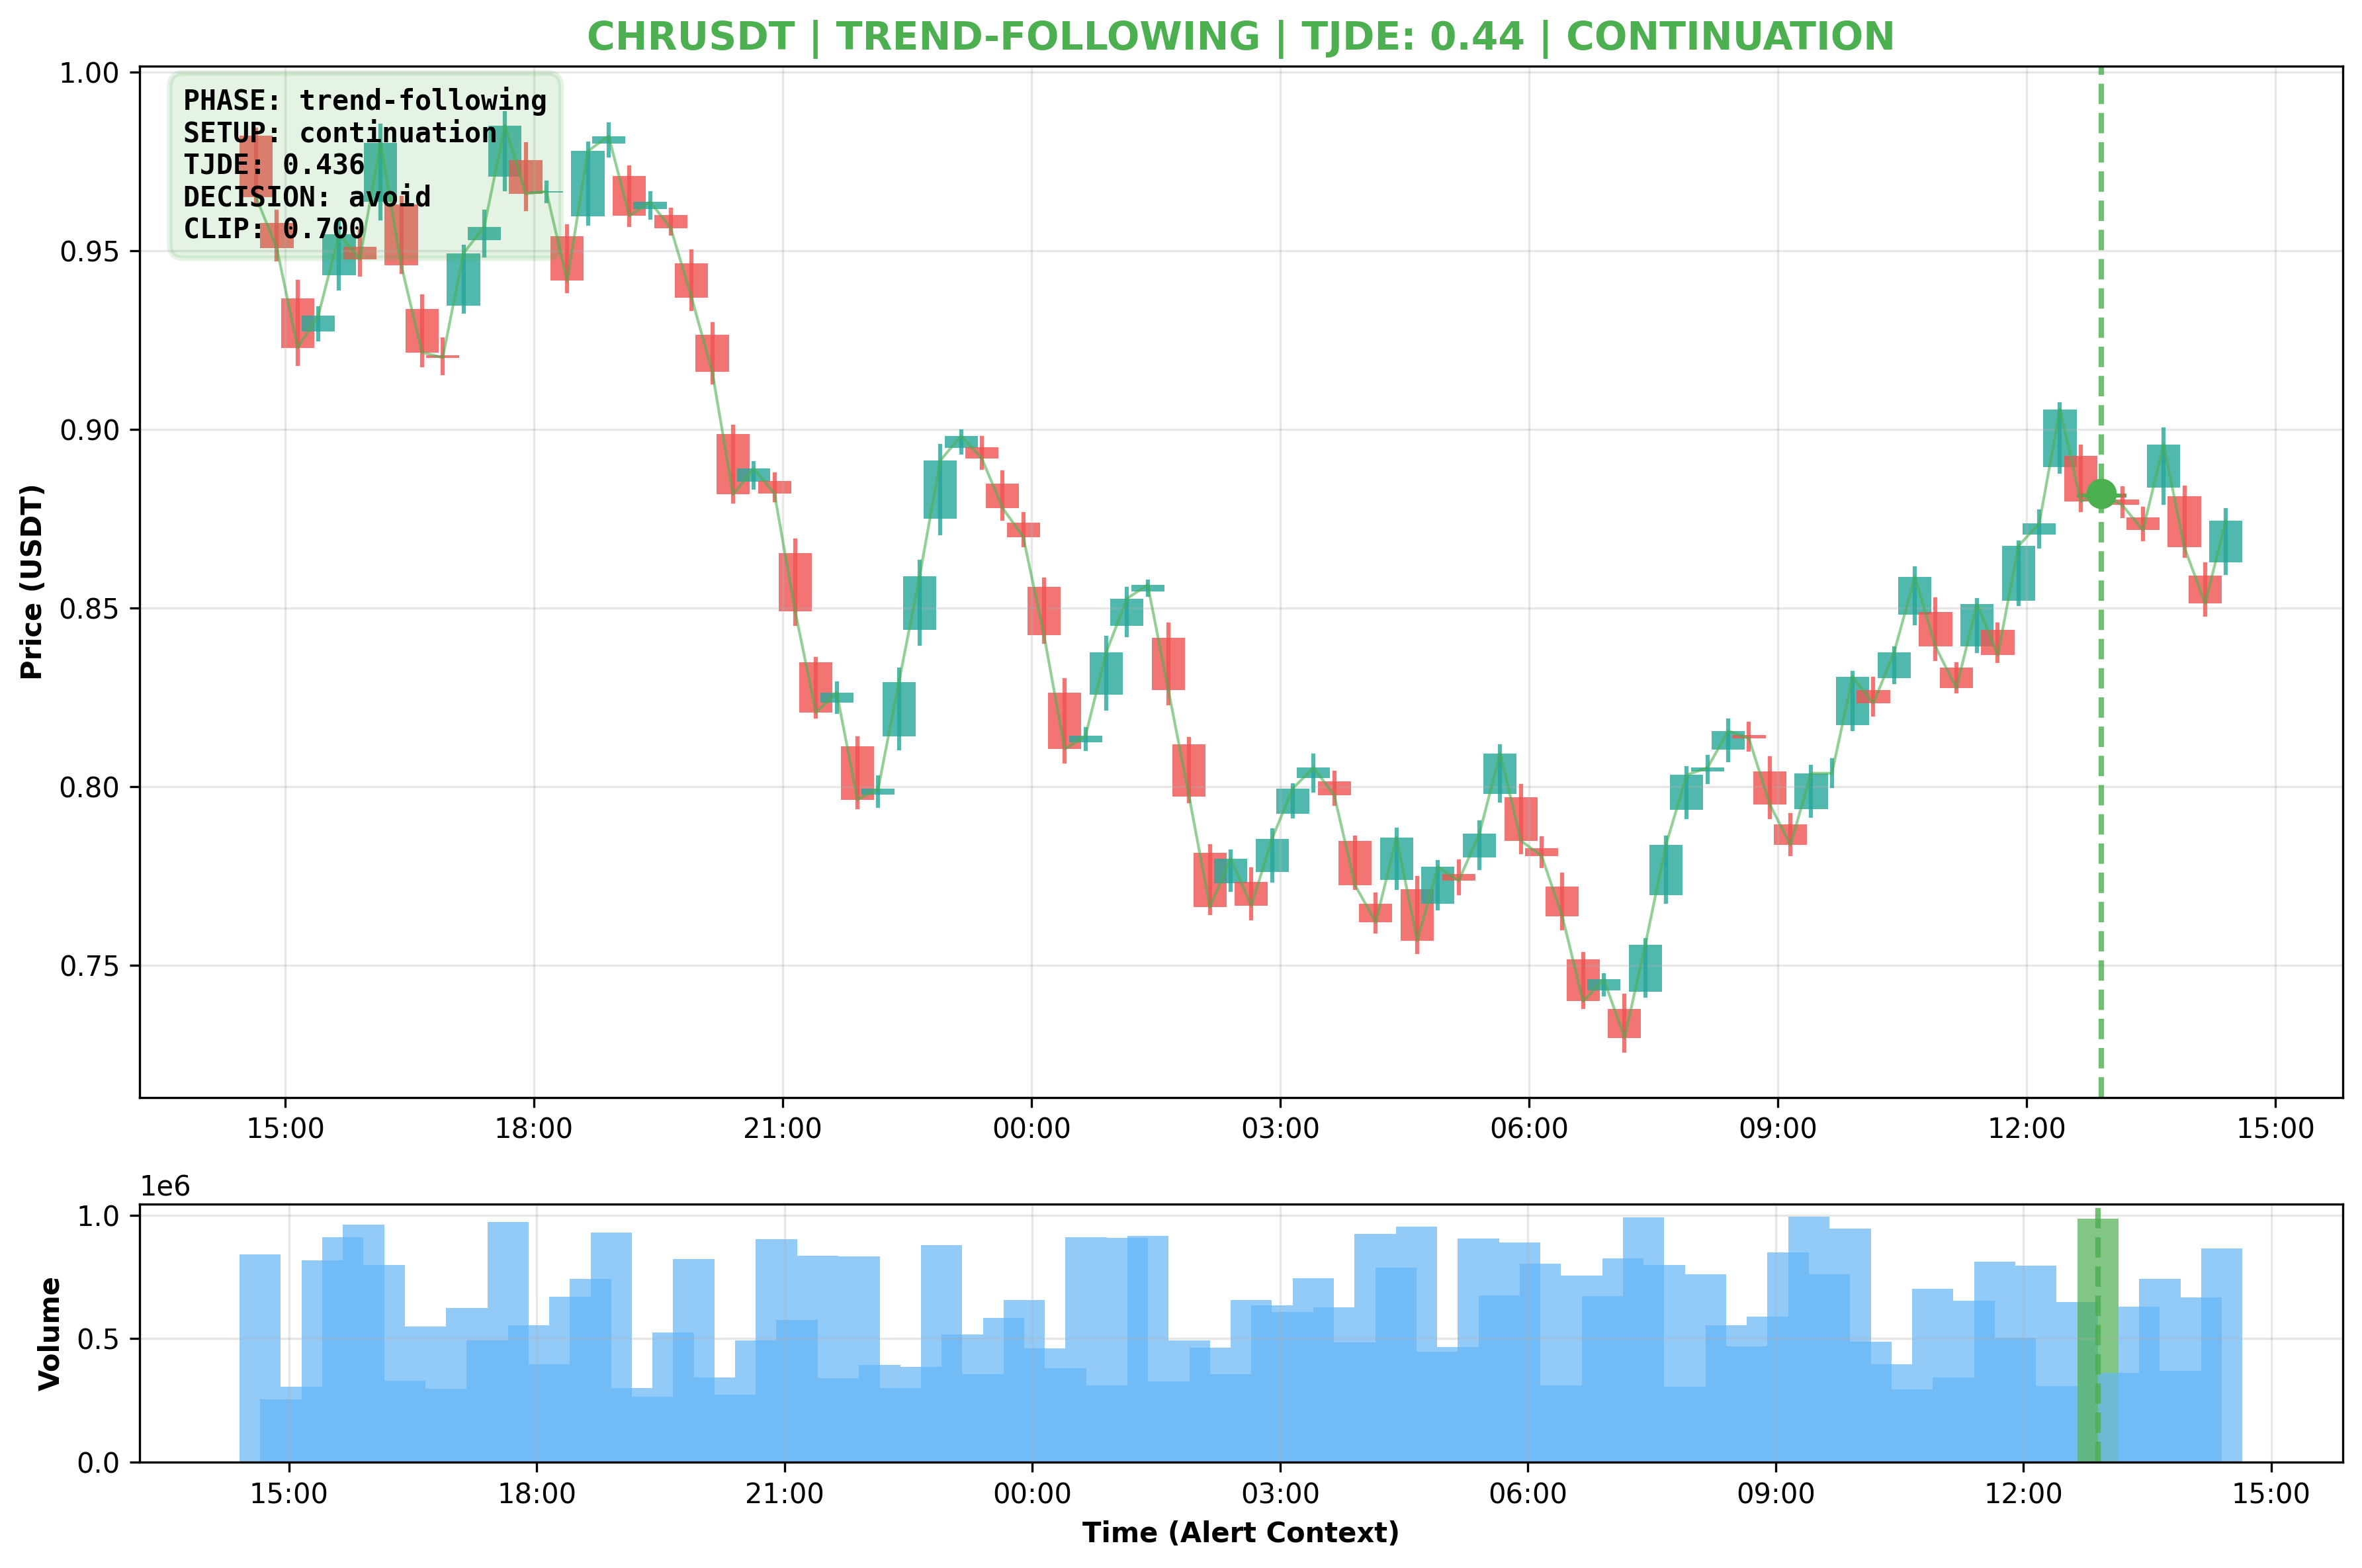 CHRUSDT | TREND-FOLLOWING | TJDE: 0.44 | CONTINUATION
PHASE: trend-following
SETUP: continuation
TJDE: 0.436
DECISION: avoid
CLIP: 0.700
Price (USDT)
1.00
0.95
0.90
0.85
0.80
0.75
15:00 18:00 21:00 00:00 03:00 06:00 09:00 12:00 15:00
1e6
Volume
1.0
0.5
0.0
15:00 18:00 21:00 00:00 03:00 06:00 09:00 12:00 15:00
Time (Alert Context)